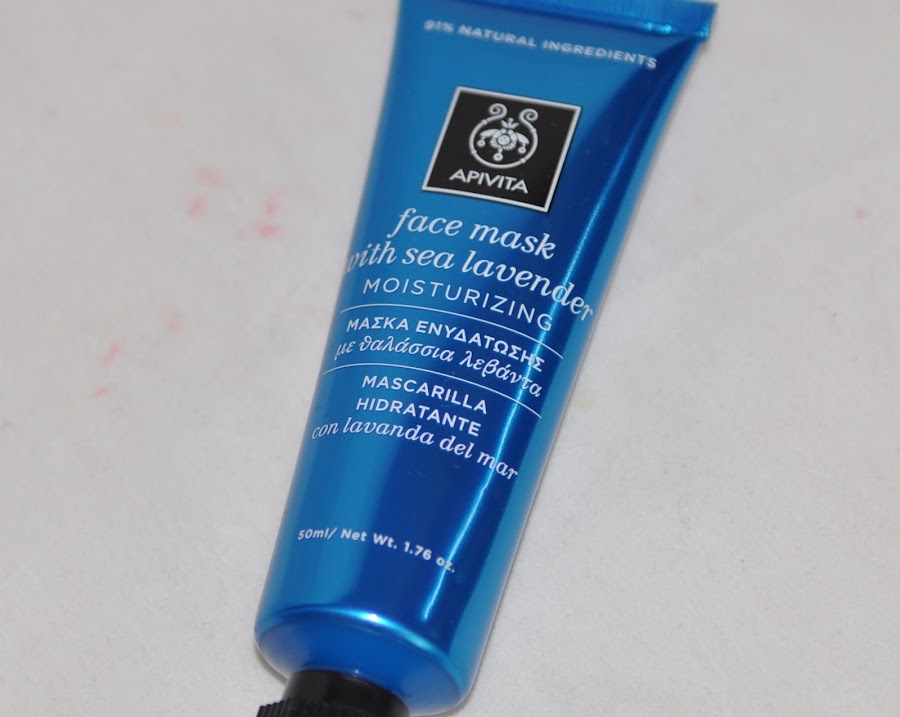 91% NATURAL INGREDIENTS
APIVITA
face mask
with sea lavender
MOISTURIZING
ΜΑΣΚΑ ΕΝΥΔΑΤΩΣΗΣ
με θαλάσσια λεβάντα
MASCARILLA
HIDRATANTE
con lavanda del mar
50ml/ Net Wt. 1.76 oz.